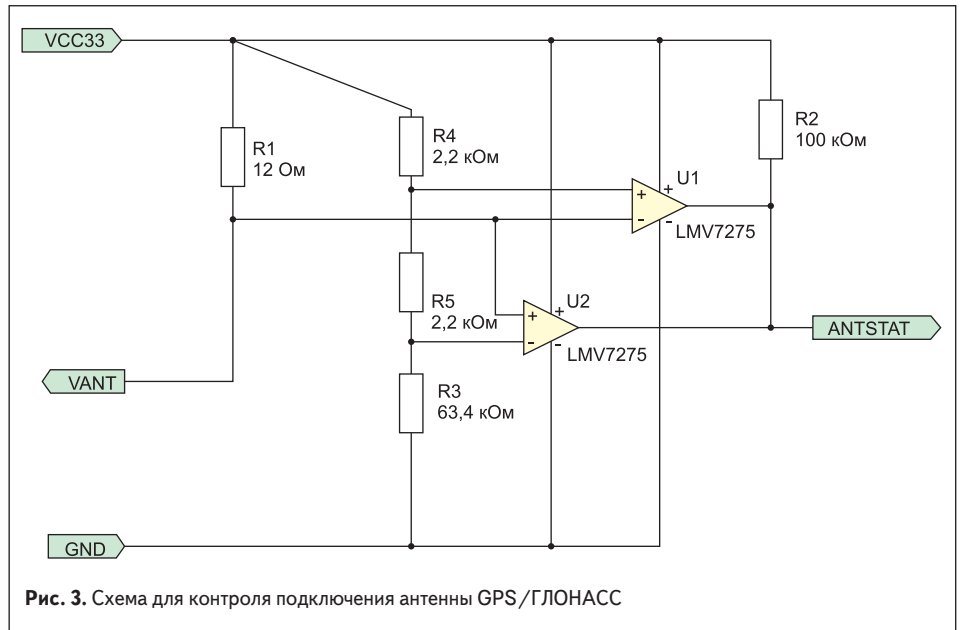 VCC33
R1
12 Ом
R4
2,2 кОм
R2
100 кОм
+
-
+
U1
-
LMV7275
R5
2,2 кОм
+
-
+
U2
-
LMV7275
ANTSTAT
VANT
R3
63,4 кОм
GND
Рис. 3. Схема для контроля подключения антенны GPS/ГЛОНАСС